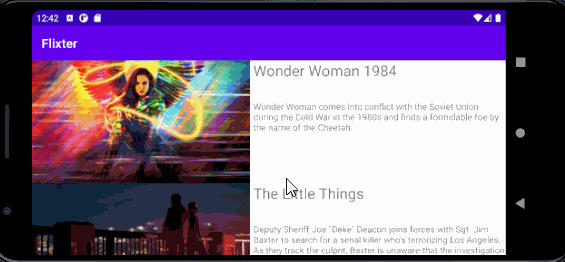 12:42
Flixter
Wonder Woman 1984
Wonder Woman comes into conflict with the Soviet Union
during the Cold War in the 1980s and finds a formidable foe by
the name of the Cheetah.
The Little Things
Deputy Sheriff Joe "Deke" Deacon joins forces with Sgt. Jim
Baxter to search for a serial killer who's terrorizing Los Angeles.
As they track the culprit, Baxter is unaware that the investigation